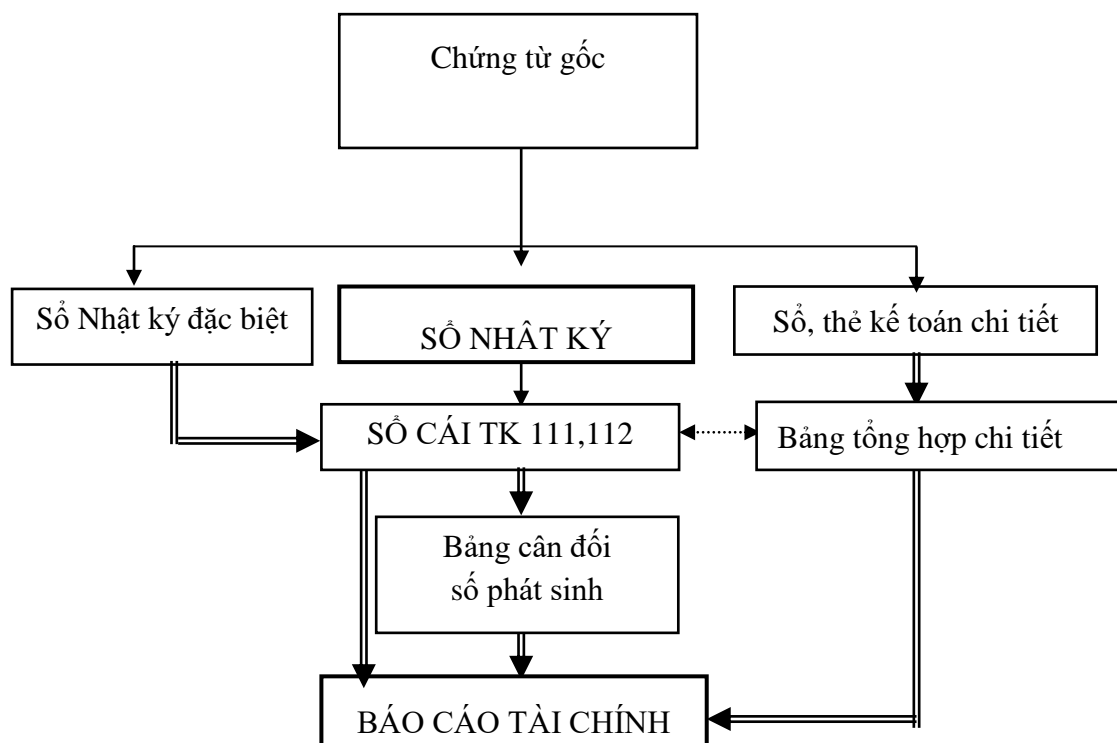 Chứng từ gốc
Sổ Nhật ký đặc biệt
SỔ NHÂT KÝ
Sổ, thẻ kế toán chi tiết
SỔ CÁI TK 111,112
Bảng tổng hợp chi tiết
Bảng cân đối
số phát sinh
BÁO CÁO TÀI CHÍNH